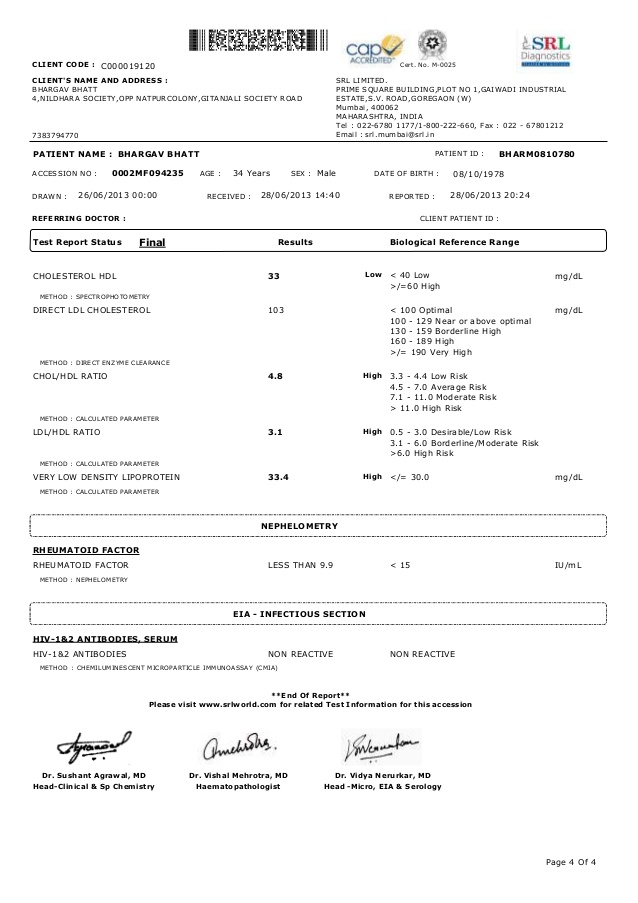 CAP ACCREDITED
SRL
Diagnostics
CLIENT CODE : C000019120
Cert. No. M-0025
CLIENT'S NAME AND ADDRESS :
BHARGAV BHATT
4,NILDHARA SOCIETY,OPP NATPURCOLONY,GITANJALI SOCIETY ROAD
7383794770
SRL LIMITED.
PRIME SQUARE BUILDING,PLOT NO 1,GAIWADI INDUSTRIAL
ESTATE,S.V. ROAD,GOREGAON (W)
Mumbai, 400062
MAHARASHTRA, INDIA
Tel : 022-6780 1177/1-800-222-660, Fax : 022 - 67801212
Email : srl.mumbai@srl.in
PATIENT NAME : BHARGAV BHATT PATIENT ID : BHARM0810780
ACCESSION NO : 0002MF094235 AGE : 34 Years SEX : Male DATE OF BIRTH : 08/10/1978
DRAWN : 26/06/2013 00:00 RECEIVED : 28/06/2013 14:40 REPORTED : 28/06/2013 20:24
REFERRING DOCTOR : CLIENT PATIENT ID :
Test Report Status Final Results Biological Reference Range
CHOLESTEROL HDL 33 Low < 40 Low mg/dL
>/=60 High
METHOD : SPECTROPHOTOMETRY
DIRECT LDL CHOLESTEROL 103 < 100 Optimal mg/dL
100 - 129 Near or above optimal
130 - 159 Borderline High
160 - 189 High
>/= 190 Very High
METHOD : DIRECT ENZYME CLEARANCE
CHOL/HDL RATIO 4.8 High 3.3 - 4.4 Low Risk
4.5 - 7.0 Average Risk
7.1 - 11.0 Moderate Risk
> 11.0 High Risk
METHOD : CALCULATED PARAMETER
LDL/HDL RATIO 3.1 High 0.5 - 3.0 Desirable/Low Risk
3.1 - 6.0 Borderline/Moderate Risk
>6.0 High Risk
METHOD : CALCULATED PARAMETER
VERY LOW DENSITY LIPOPROTEIN 33.4 High </= 30.0 mg/dL
METHOD : CALCULATED PARAMETER
NEPHELOMETRY
RHEUMATOID FACTOR
RHEUMATOID FACTOR LESS THAN 9.9 < 15 IU/mL
METHOD : NEPHELOMETRY
EIA - INFECTIOUS SECTION
HIV-1&2 ANTIBODIES, SERUM
HIV-1&2 ANTIBODIES NON REACTIVE NON REACTIVE
METHOD : CHEMILUMINESCENT MICROPARTICLE IMMUNOASSAY (CMIA)
**End Of Report**
Please visit www.srlworld.com for related Test Information for this accession
Dr. Sushant Agrawal, MD Dr. Vishal Mehrotra, MD Dr. Vidya Nerurkar, MD
Head-Clinical & Sp Chemistry Haematopathologist Head -Micro, EIA & Serology
Page 4 Of 4